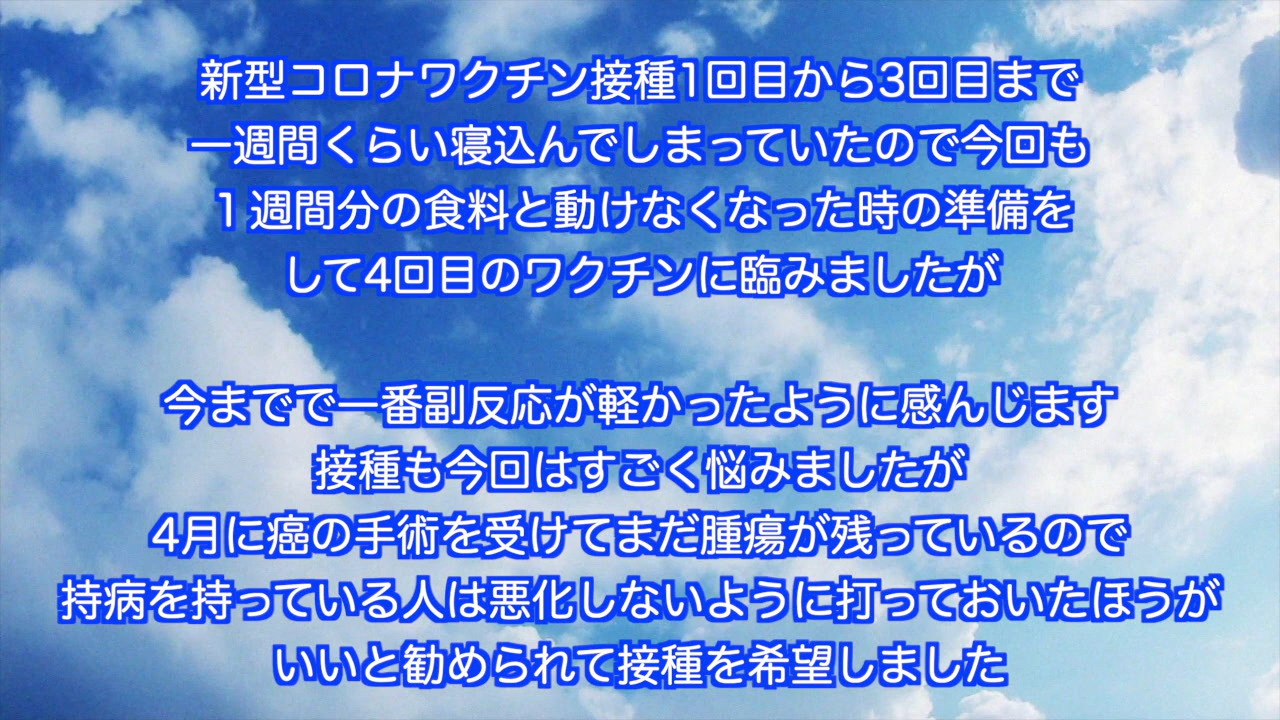 新型コロナワクチン接種1回目から3回目まで
一週間くらい寝込んでしまっていたので今回も
１週間分の食料と動けなくなった時の準備を
して4回目のワクチンに臨みましたが
今までで一番副反応が軽かったように感んじます
接種も今回はすごく悩みましたが
4月に癌の手術を受けてまだ腫瘍が残っているので
持病を持っている人は悪化しないように打っておいたほうが
いいと勧められて接種を希望しました